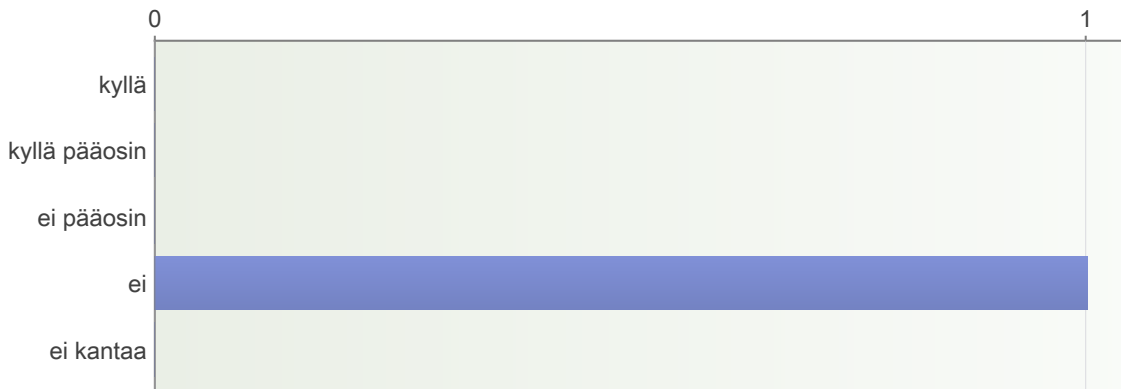 0 1
kyllä
kyllä pääosin
ei pääosin
ei
ei kantaa